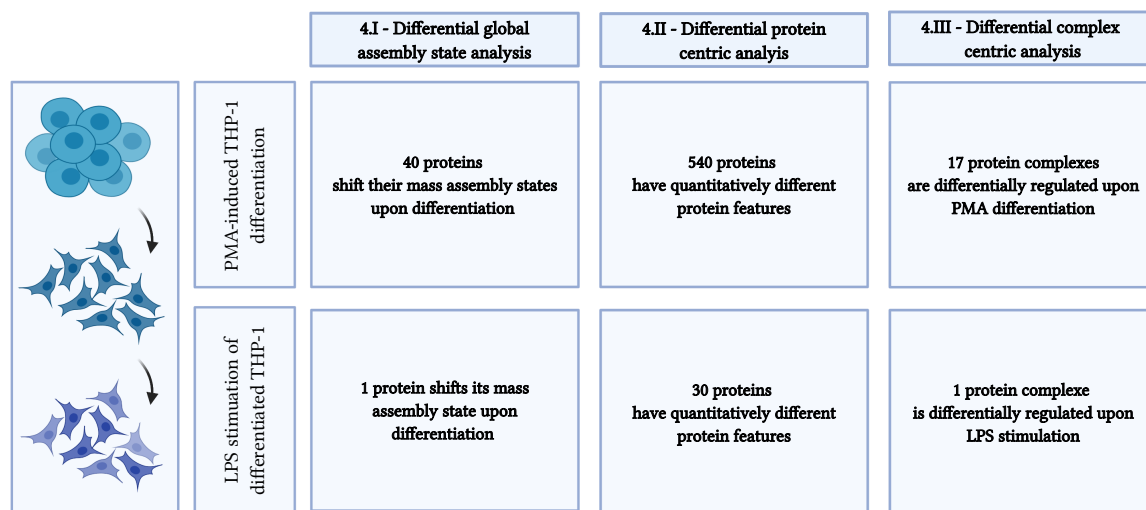 4.I - Differential global
assembly state analysis
4.II - Differential protein
centric analyis
4.III - Differential complex
centric analysis
PMA-induced THP-1
differentiation
40 proteins
shift their mass assembly states
upon differentiation
540 proteins
have quantitatively different
protein features
17 protein complexes
are differentially regulated upon
PMA differentiation
LPS stimuation of
differentiated THP-1
1 protein shifts its mass
assembly state upon
differentiation
30 proteins
have quantitatively different
protein features
1 protein complexe
is differentially regulated upon
LPS stimulation